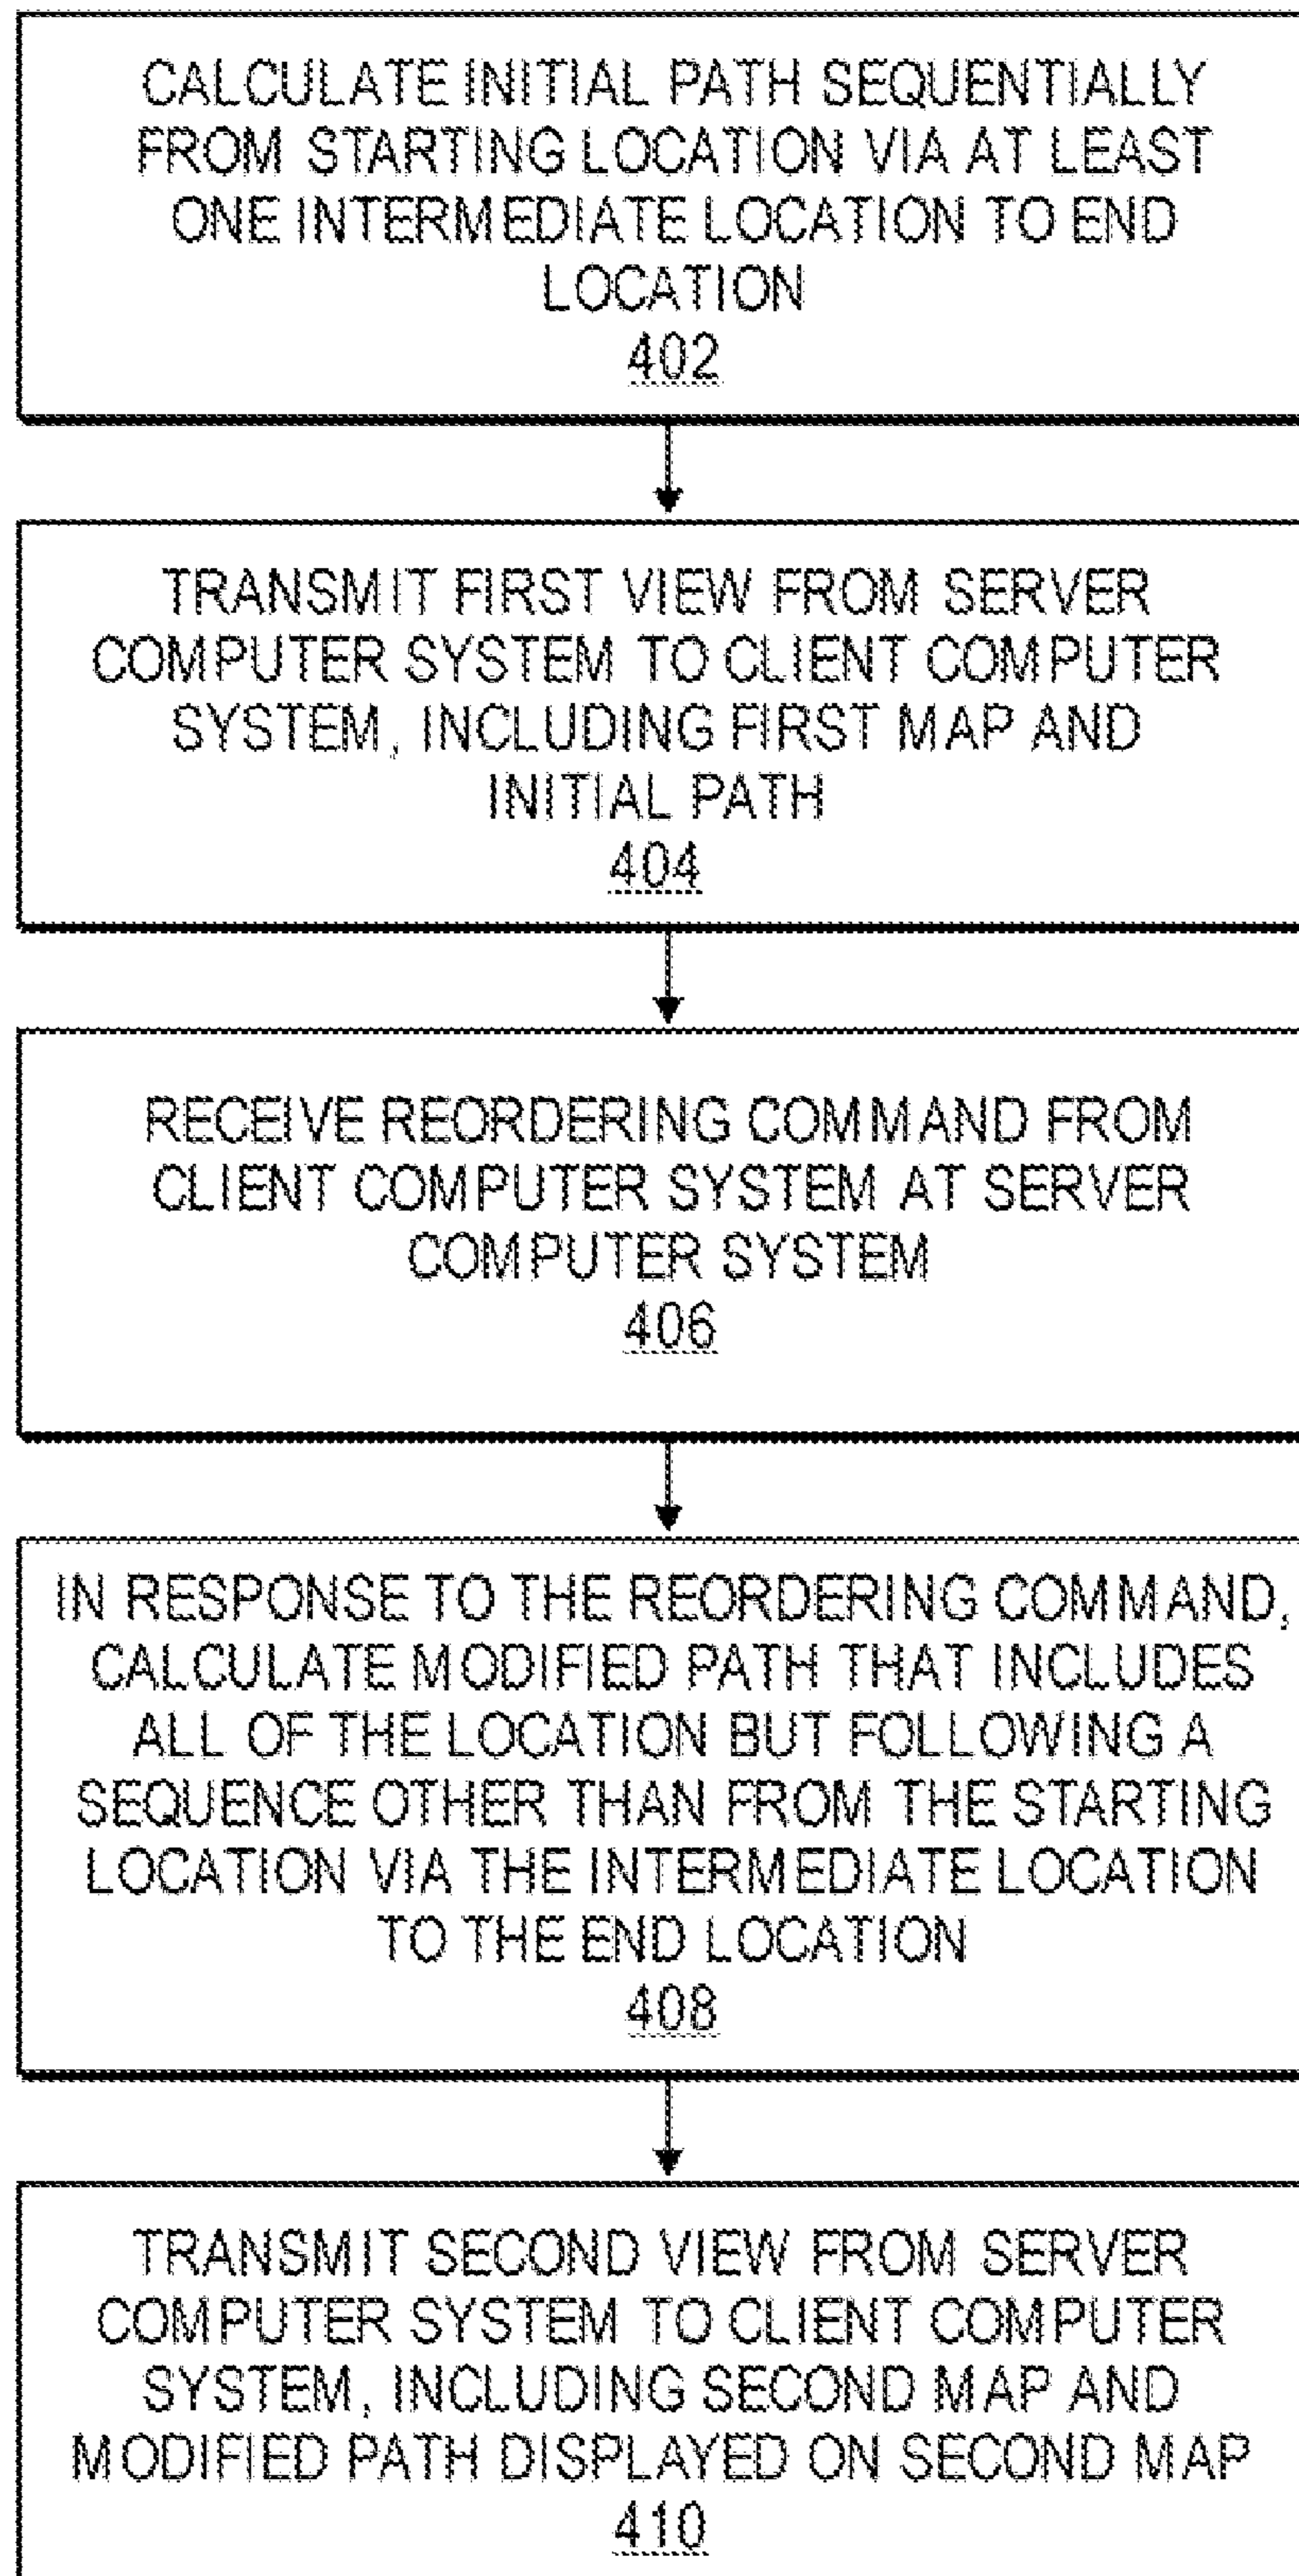 CALCULATE INITIAL PATH SEQUENTIALLY
FROM STARTING LOCATION VIA AT LEAST
ONE INTERMEDIATE LOCATION TO END
LOCATION
402
TRANSMIT FIRST VIEW FROM SERVER
COMPUTER SYSTEM TO CLIENT COMPUTER
SYSTEM, INCLUDING FIRST MAP AND
INITIAL PATH
404
RECEIVE REORDERING COMMAND FROM
CLIENT COMPUTER SYSTEM AT SERVER
COMPUTER SYSTEM
406
IN RESPONSE TO THE REORDERING COMMAND,
CALCULATE MODIFIED PATH THAT INCLUDES
ALL OF THE LOCATION BUT FOLLOWING A
SEQUENCE OTHER THAN FROM THE STARTING
LOCATION VIA THE INTERMEDIATE LOCATION
TO THE END LOCATION
408
TRANSMIT SECOND VIEW FROM SERVER
COMPUTER SYSTEM TO CLIENT COMPUTER
SYSTEM, INCLUDING SECOND MAP AND
MODIFIED PATH DISPLAYED ON SECOND MAP
410